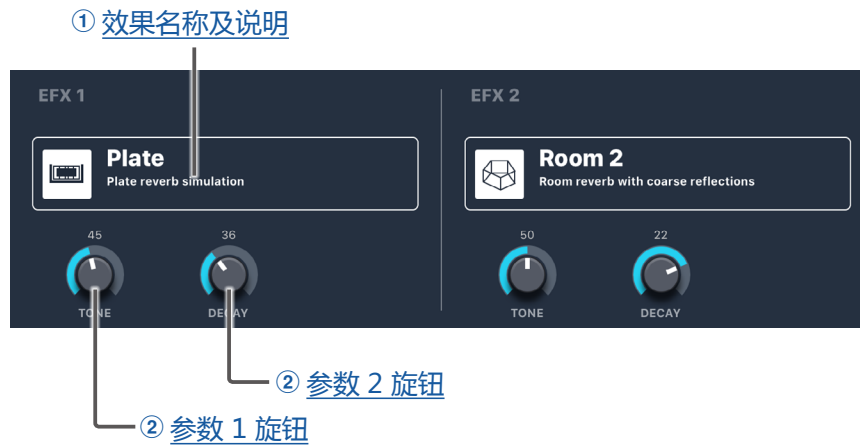 ① 效果名称及说明
EFX 1
EFX 2
Plate
Plate reverb simulation
Room 2
Room reverb with coarse reflections
45
36
50
22
TONE
DECAY
TONE
DECAY
② 参数 2 旋钮
② 参数 1 旋钮